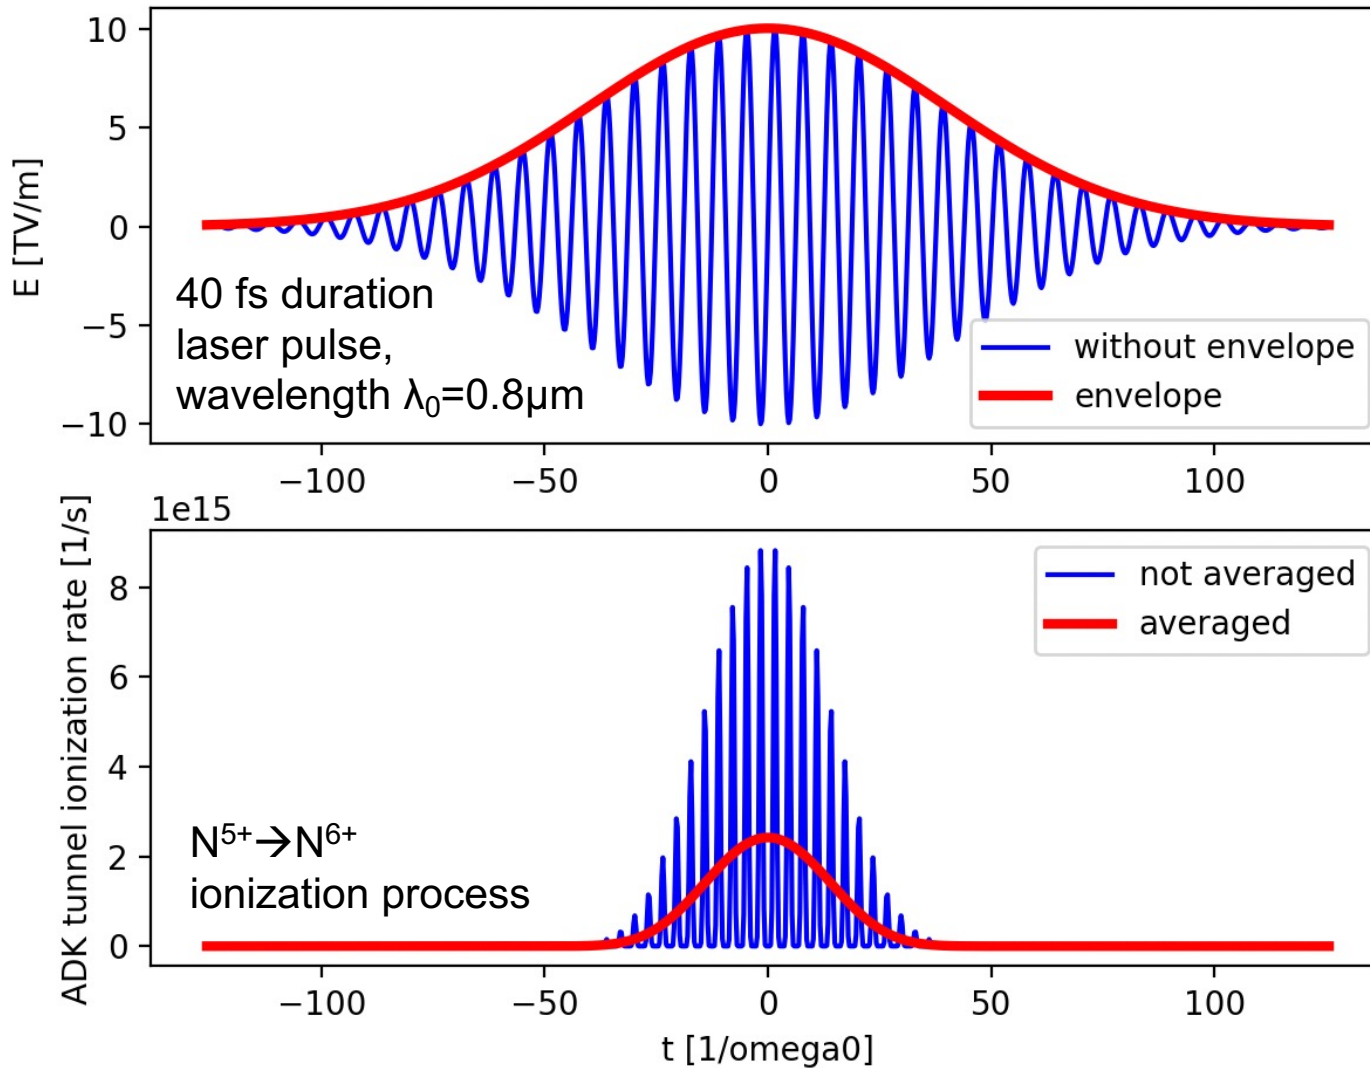 10
5
0
−5
−10
E [TV/m]
40 fs duration
laser pulse,
wavelength λ₀=0.8µm
without envelope
envelope
−100
−50
0
50
100
1e15
8
6
4
2
0
ADK tunnel ionization rate [1/s]
not averaged
averaged
N⁵⁺→N⁶⁺
ionization process
−100
−50
0
50
100
t [1/omega0]